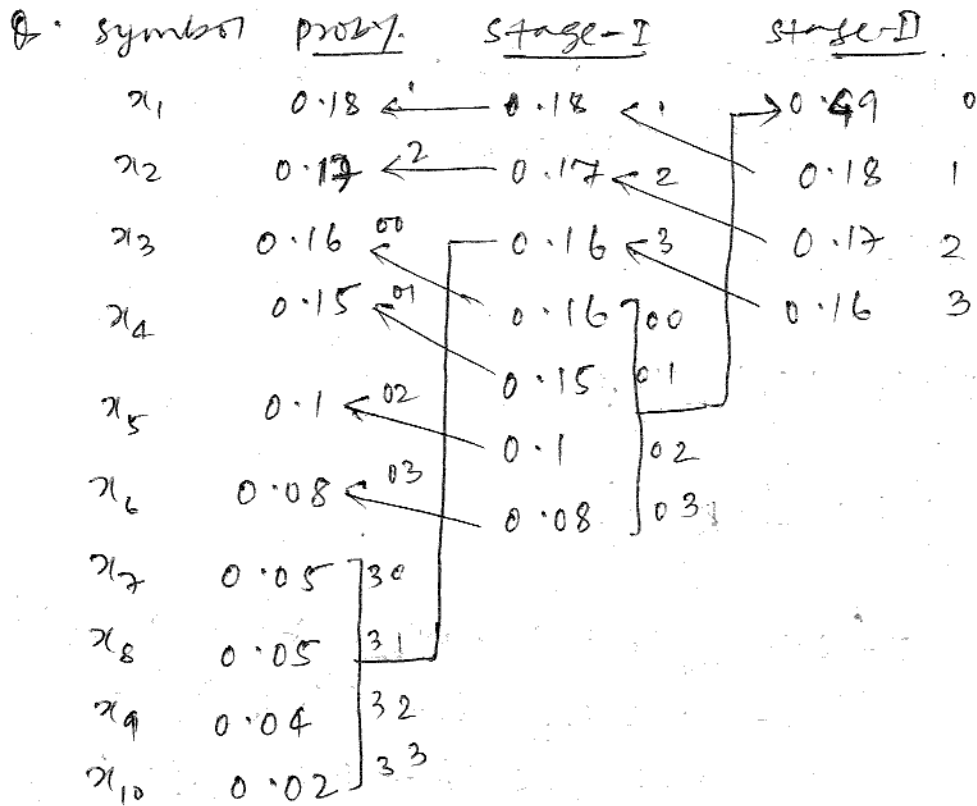 Q. symbol proby. stage-I stage-II.
x1 0.18 1 0.18 1 0.49 0
x2 0.17 2 0.17 2 0.18 1
x3 0.16 00 0.16 3 0.17 2
x4 0.15 01 0.16 00 0.16 3
0.15 01
x5 0.1 02 0.1 02
x6 0.08 03 0.08 03
x7 0.05 30
x8 0.05 31
x9 0.04 32
x10 0.02 33